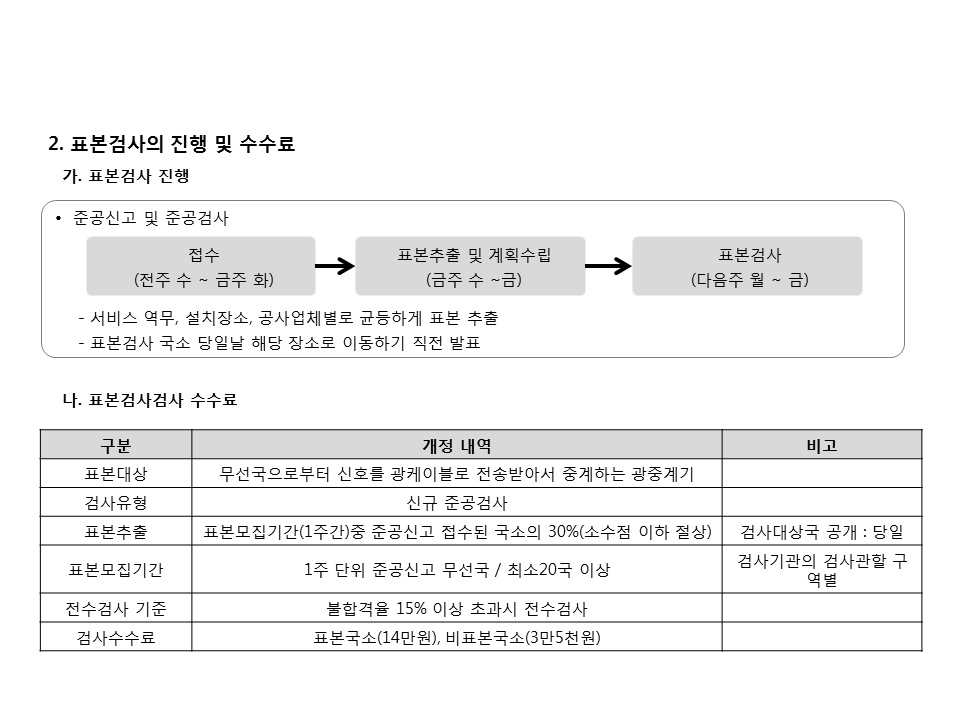 2. 표본검사의 진행 및 수수료
가. 표본검사 진행
• 준공신고 및 준공검사
접수
(전주 수 ~ 금주 화)
표본추출 및 계획수립
(금주 수 ~금)
표본검사
(다음주 월 ~ 금)
- 서비스 역무, 설치장소, 공사업체별로 균등하게 표본 추출
- 표본검사 국소 당일날 해당 장소로 이동하기 직전 발표
나. 표본검사검사 수수료
구분 개정 내역 비고
표본대상 무선국으로부터 신호를 광케이블로 전송받아서 중계하는 광중계기
검사유형 신규 준공검사
표본추출 표본모집기간(1주간)중 준공신고 접수된 국소의 30%(소수점 이하 절상) 검사대상국 공개 : 당일
표본모집기간 1주 단위 준공신고 무선국 / 최소20국 이상 검사기관의 검사관할 구
역별
전수검사 기준 불합격율 15% 이상 초과시 전수검사
검사수수료 표본국소(14만원), 비표본국소(3만5천원)